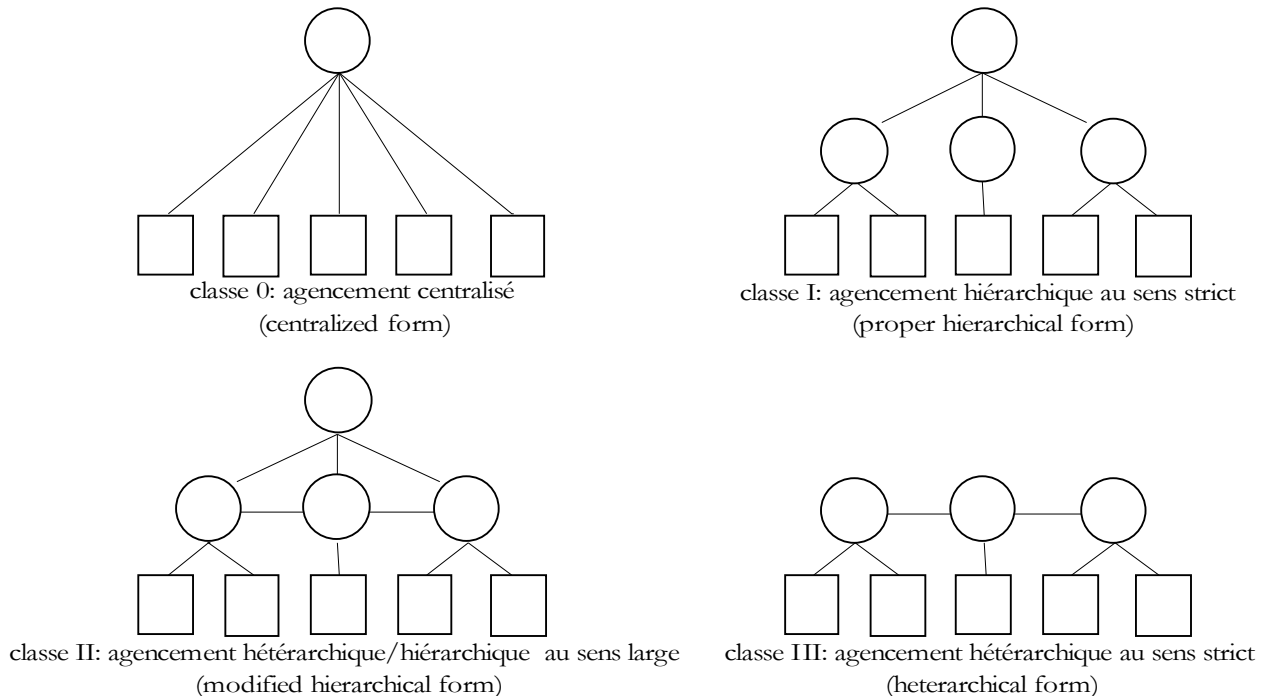 classe 0: agencement centralisé
(centralized form)
classe I: agencement hiérarchique au sens strict
(proper hierarchical form)
classe II: agencement hétérarchique/hiérarchique au sens large
(modified hierarchical form)
classe III: agencement hétérarchique au sens strict
(heterarchical form)